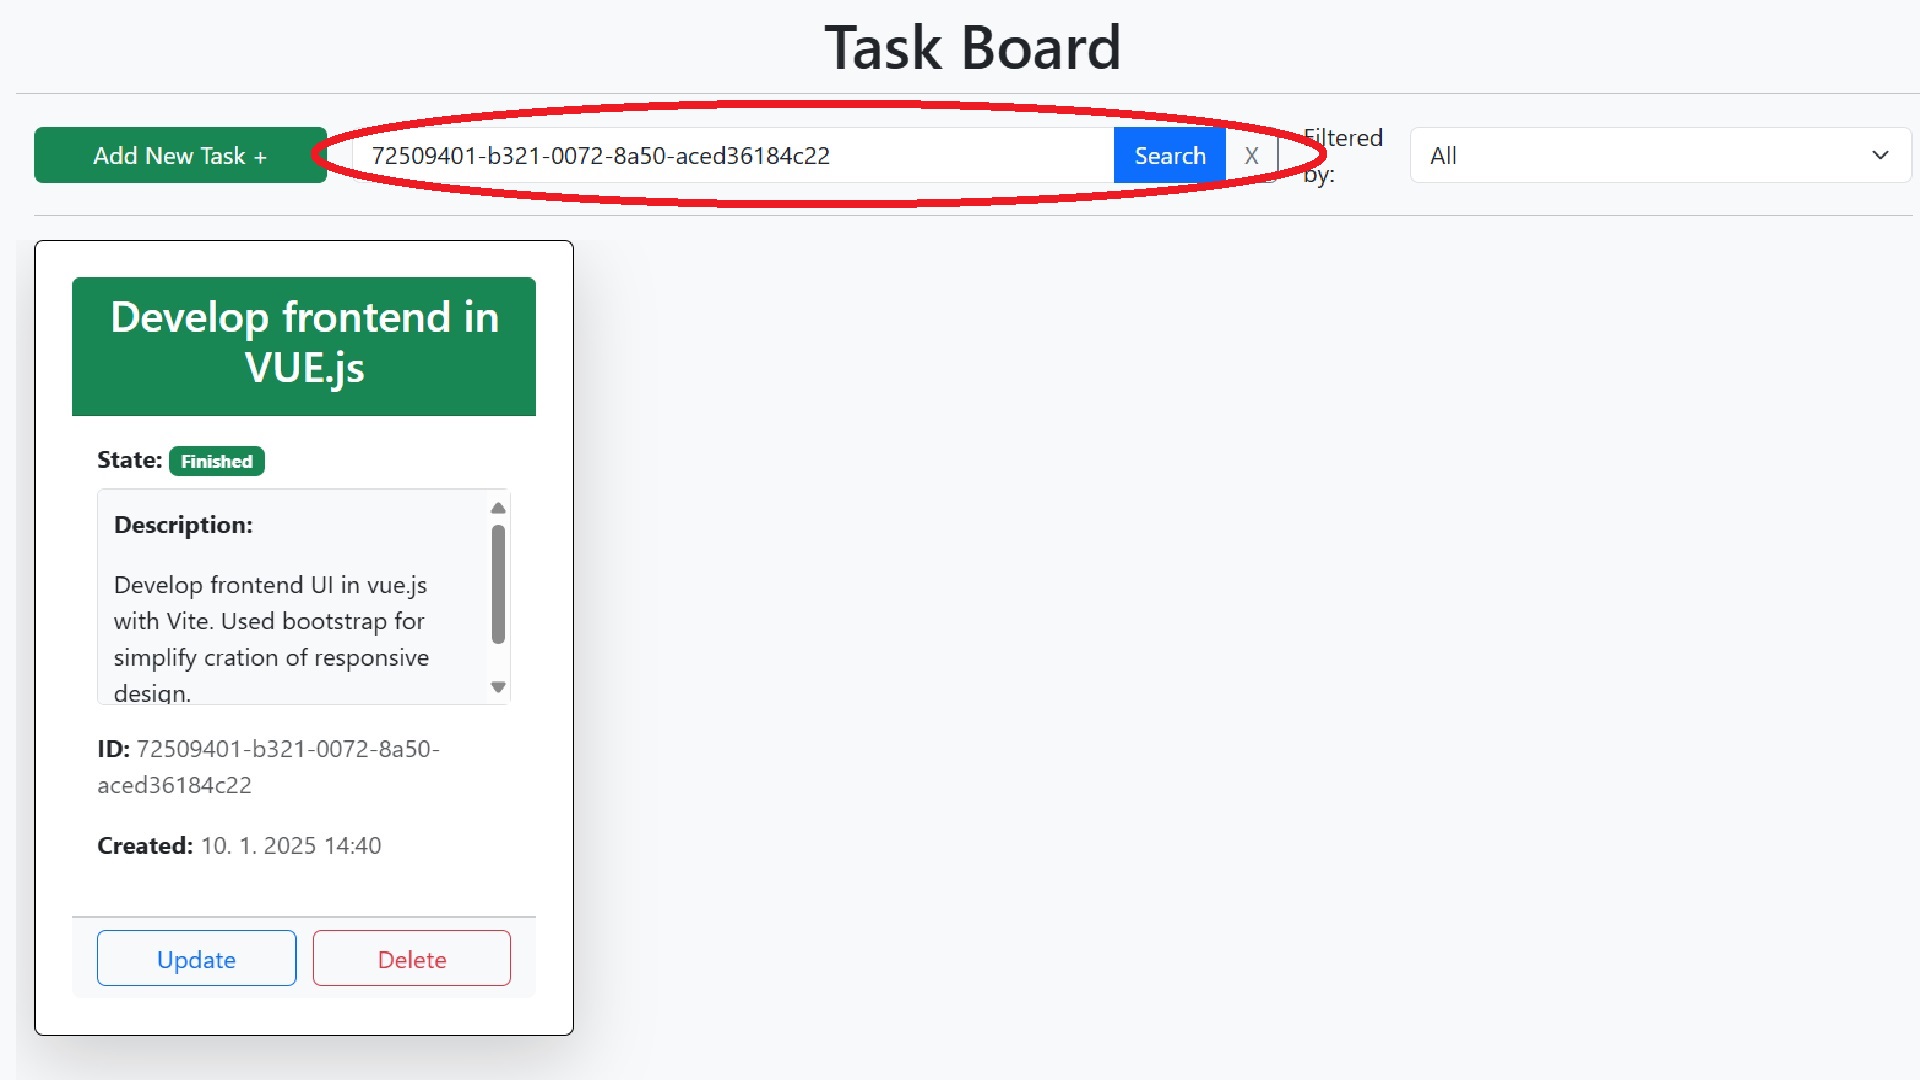 Task Board
Add New Task +
72509401-b321-0072-8a50-aced36184c22
Search
X
Filtered
by:
All
Develop frontend in
VUE.js
State: Finished
Description:
Develop frontend UI in vue.js
with Vite. Used bootstrap for
simplify cration of responsive
design.
ID: 72509401-b321-0072-8a50-
aced36184c22
Created: 10. 1. 2025 14:40
Update
Delete